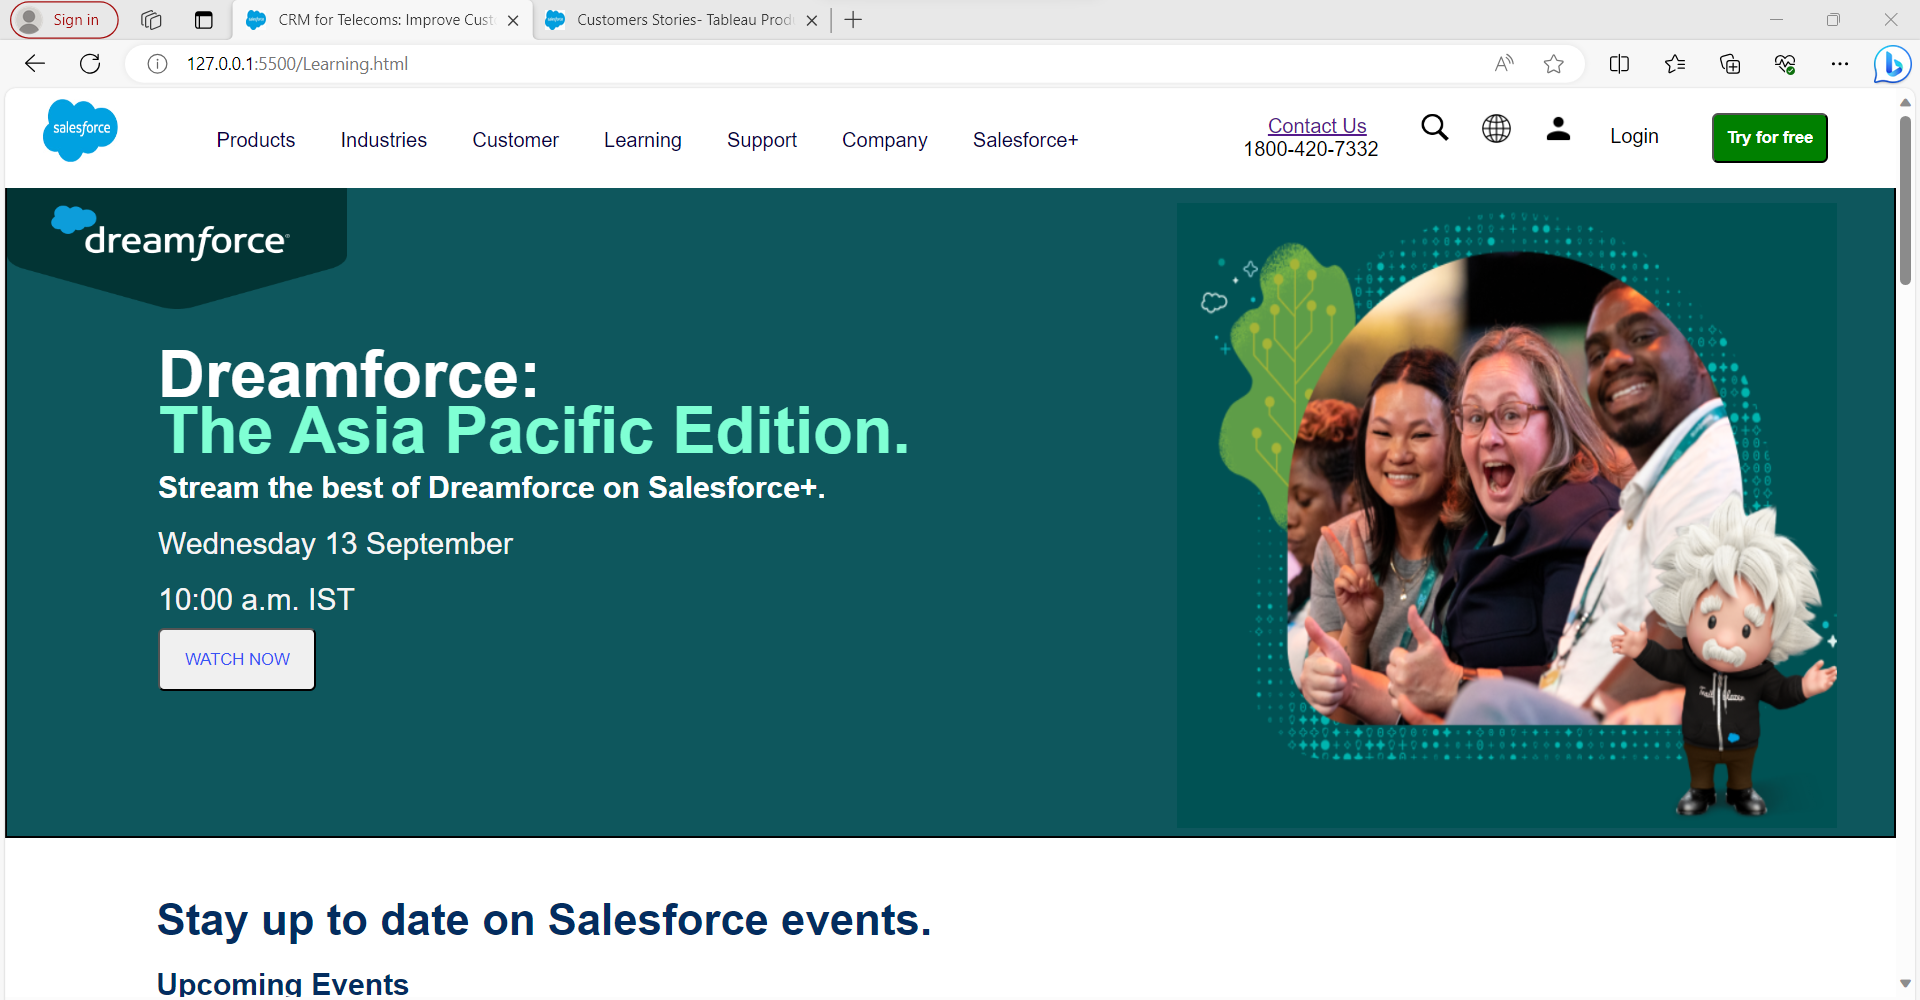 Sign in
CRM for Telecoms: Improve Cust
Customers Stories- Tableau Prod
127.0.0.1:5500/Learning.html
salesforce
Products
Industries
Customer
Learning
Support
Company
Salesforce+
Contact Us
1800-420-7332
Login
Try for free
dreamforce
Dreamforce:
The Asia Pacific Edition.
Stream the best of Dreamforce on Salesforce+.
Wednesday 13 September
10:00 a.m. IST
WATCH NOW
Stay up to date on Salesforce events.
Upcoming Events